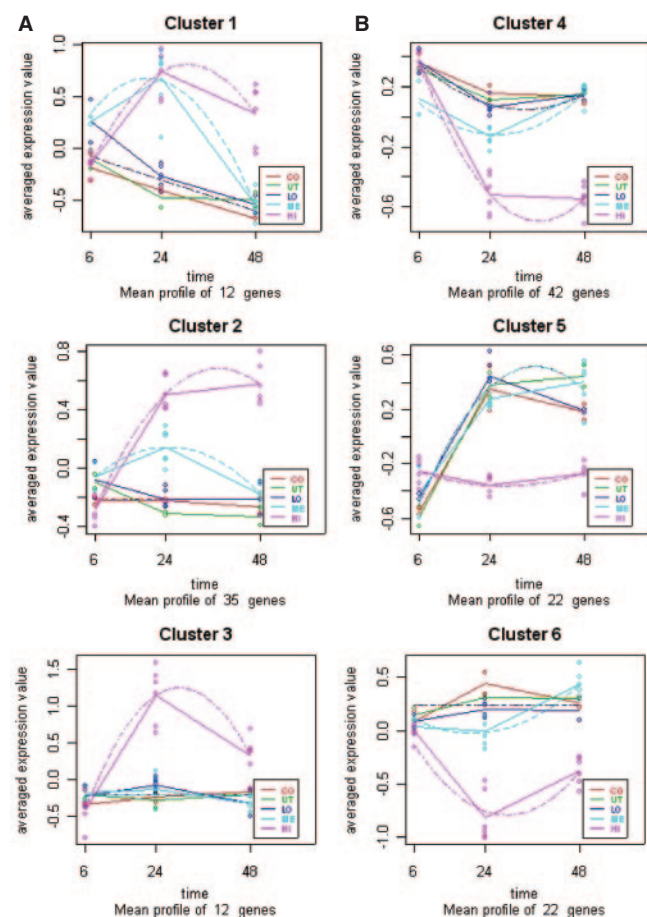 A
Cluster 1
averaged expression value
1.0
0.5
0.0
-0.5
CO
UT
LO
ME
HI
6
24
48
time
Mean profile of 12 genes
Cluster 2
averaged expression value
0.8
0.4
0.0
-0.4
CO
UT
LO
ME
HI
6
24
48
time
Mean profile of 35 genes
Cluster 3
averaged expression value
1.5
1.0
0.5
0.0
-0.5
CO
UT
LO
ME
HI
6
24
48
time
Mean profile of 12 genes
B
Cluster 4
averaged expression value
0.2
-0.2
-0.6
CO
UT
LO
ME
HI
6
24
48
time
Mean profile of 42 genes
Cluster 5
averaged expression value
0.6
0.2
-0.2
-0.6
CO
UT
LO
ME
HI
6
24
48
time
Mean profile of 22 genes
Cluster 6
averaged expression value
0.5
0.0
-0.5
-1.0
CO
UT
LO
ME
HI
6
24
48
time
Mean profile of 22 genes